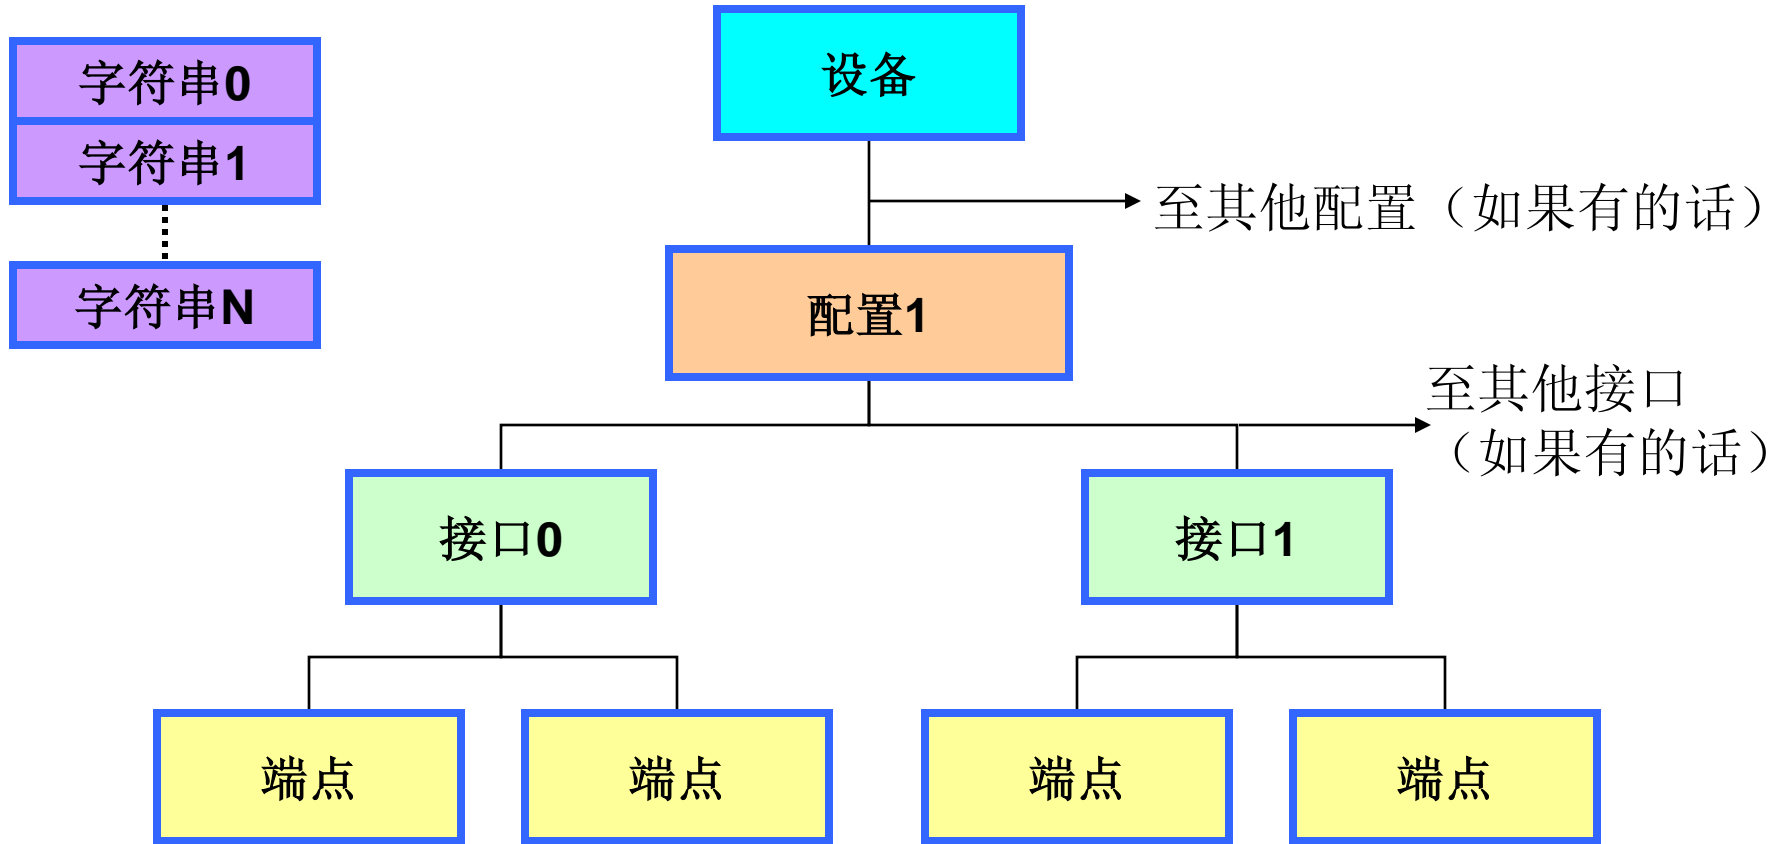 设备
字符串0
字符串1
字符串N
至其他配置（如果有的话）
配置1
至其他接口
（如果有的话）
接口0
接口1
端点
端点
端点
端点